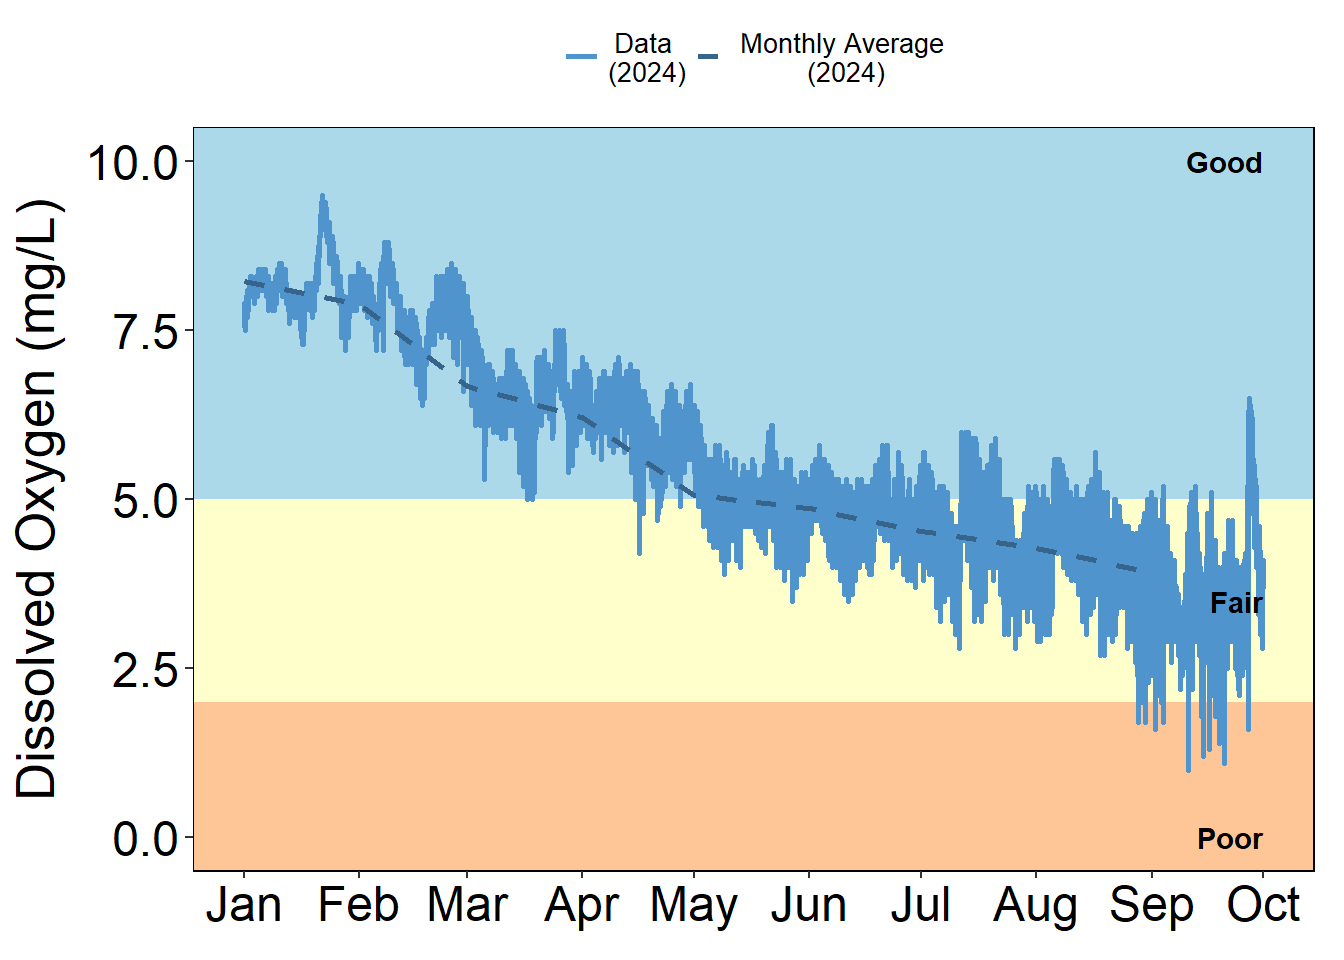 Data
(2024)
Monthly Average
(2024)
Dissolved Oxygen (mg/L)
10.0
7.5
5.0
2.5
0.0
Good
Fair
Poor
Jan Feb Mar Apr May Jun Jul Aug Sep Oct